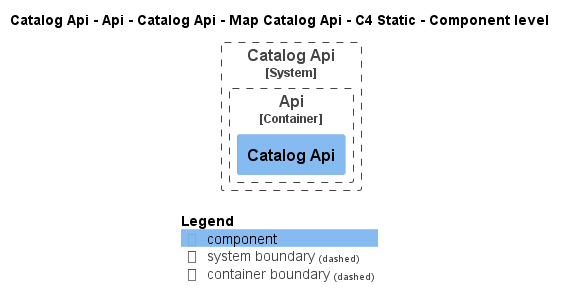 Catalog Api - Api - Catalog Api - Map Catalog Api - C4 Static - Component level
Catalog Api
[System]
Api
[Container]
Catalog Api
Legend
component
system boundary (dashed)
container boundary (dashed)